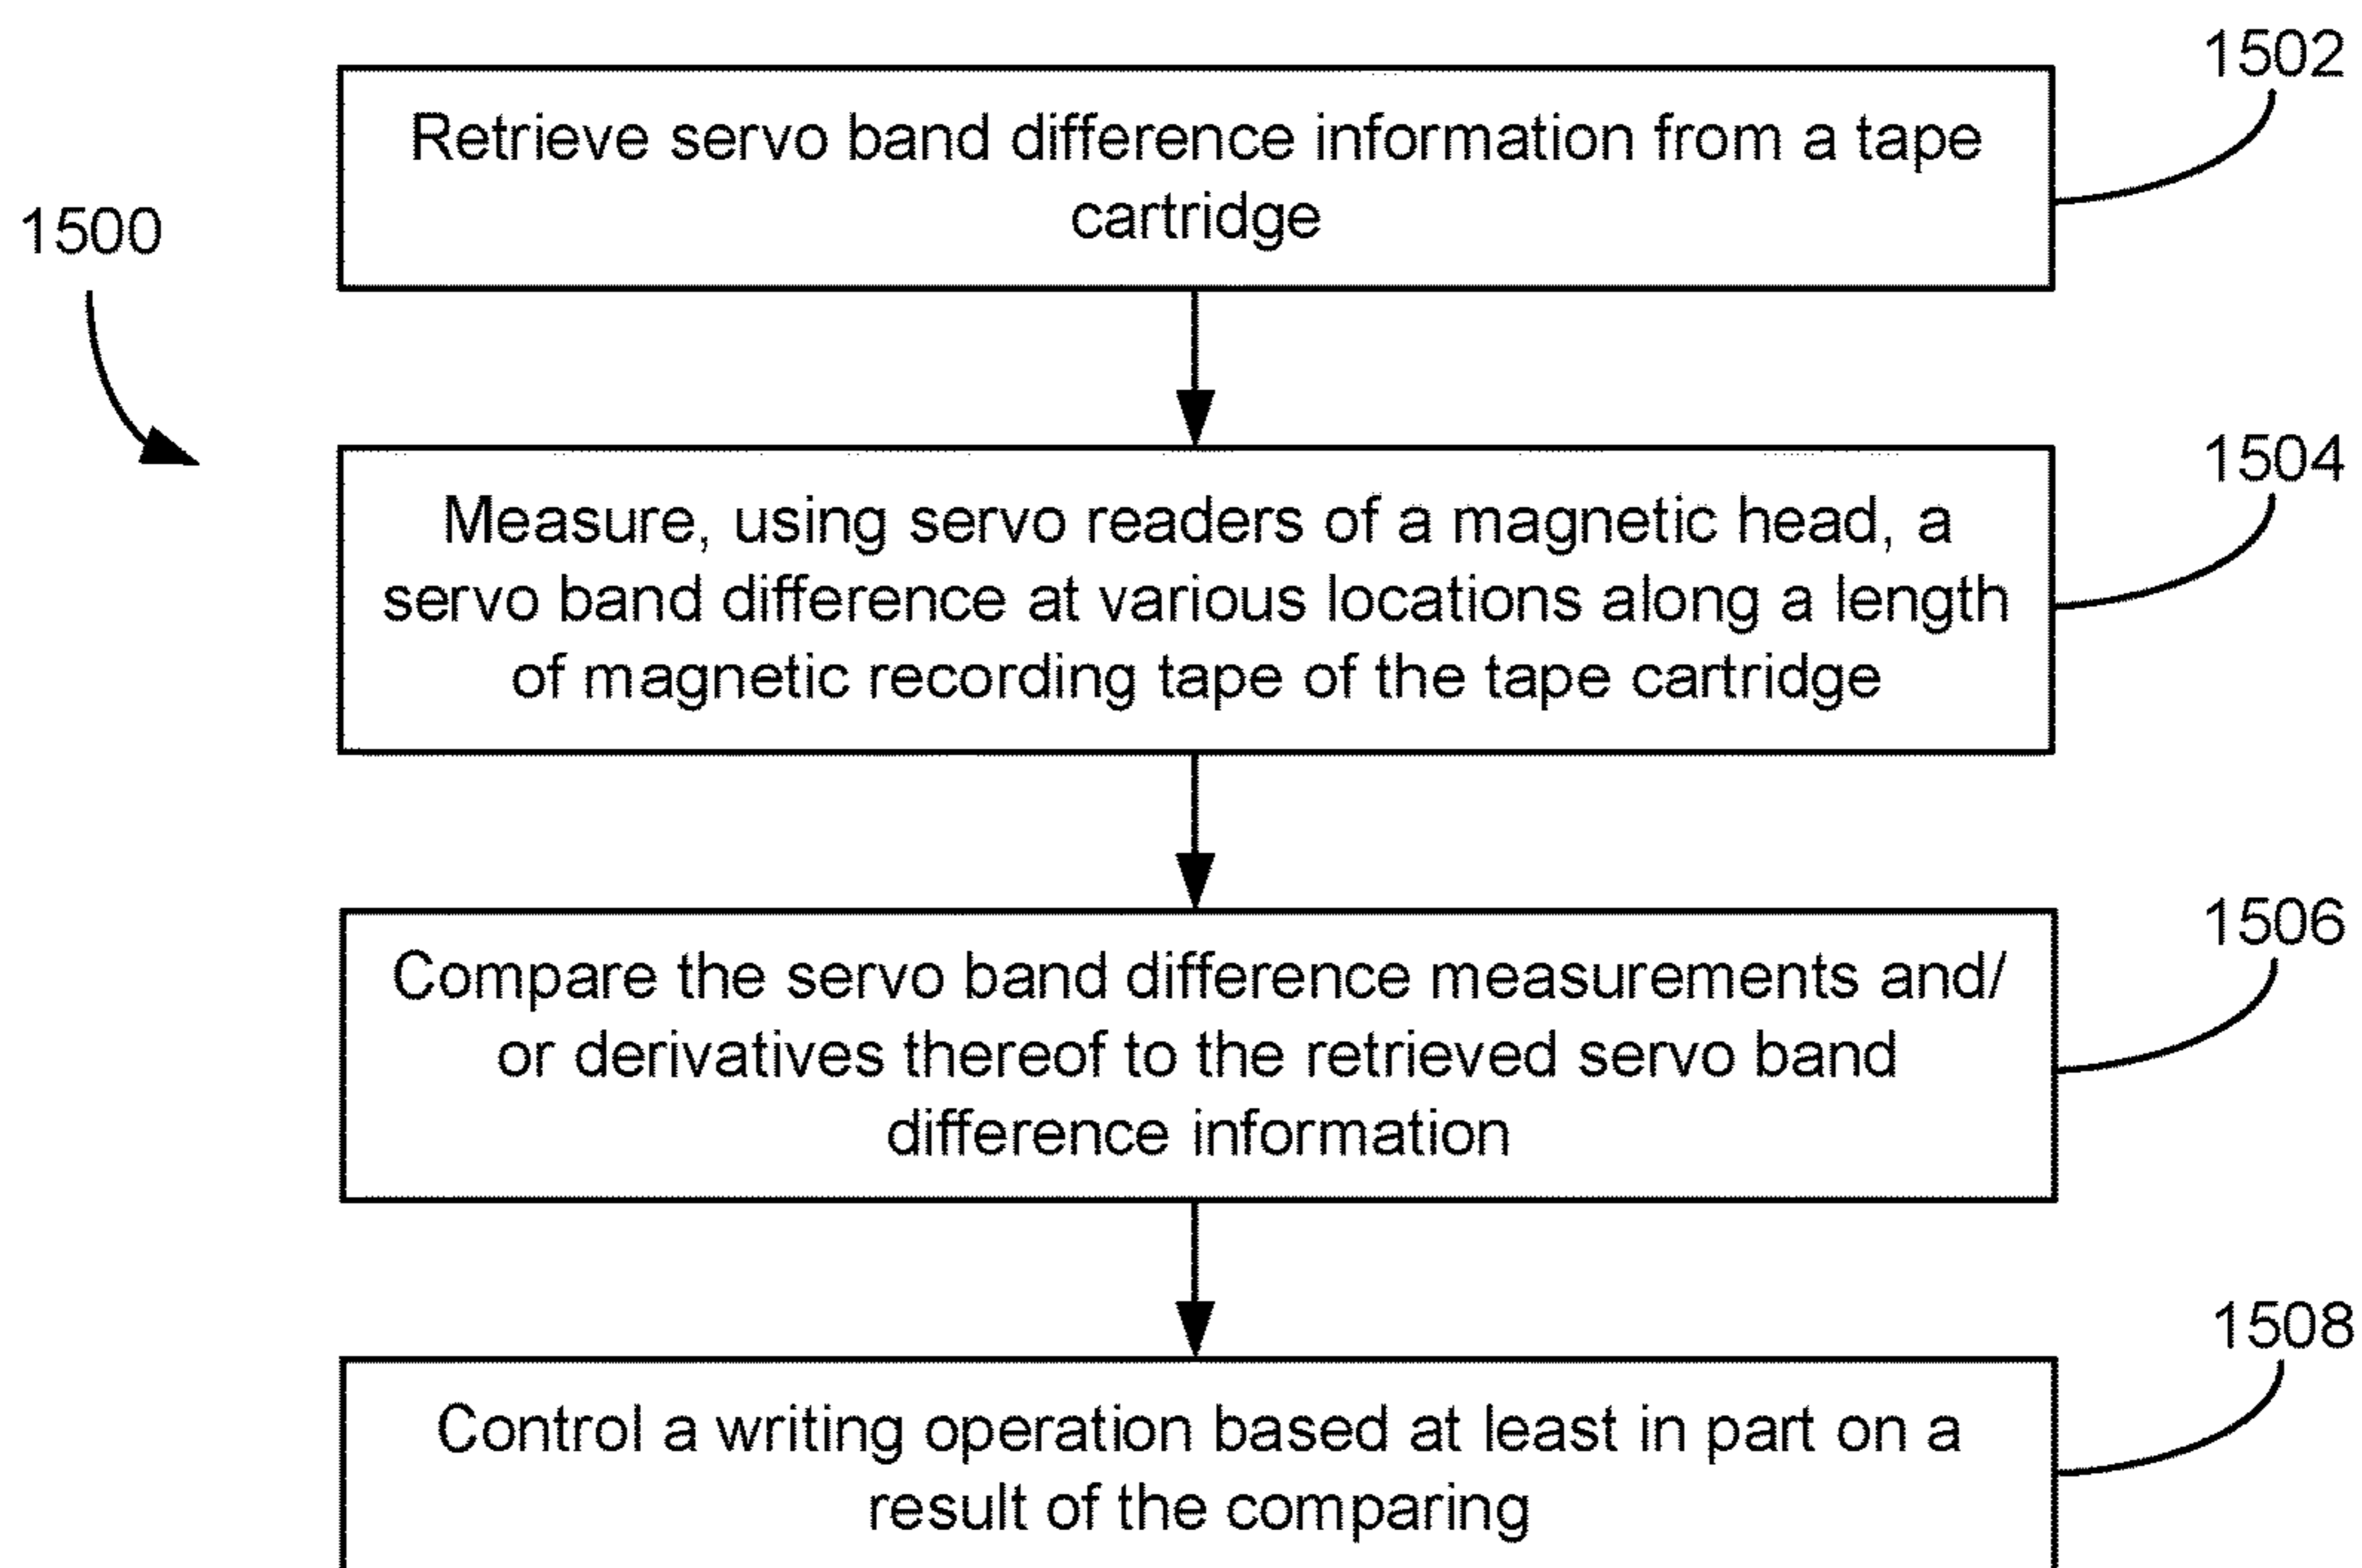 1502
Retrieve servo band difference information from a tape
cartridge
1500
1504
Measure, using servo readers of a magnetic head, a
servo band difference at various locations along a length
of magnetic recording tape of the tape cartridge
1506
Compare the servo band difference measurements and/
or derivatives thereof to the retrieved servo band
difference information
1508
Control a writing operation based at least in part on a
result of the comparing